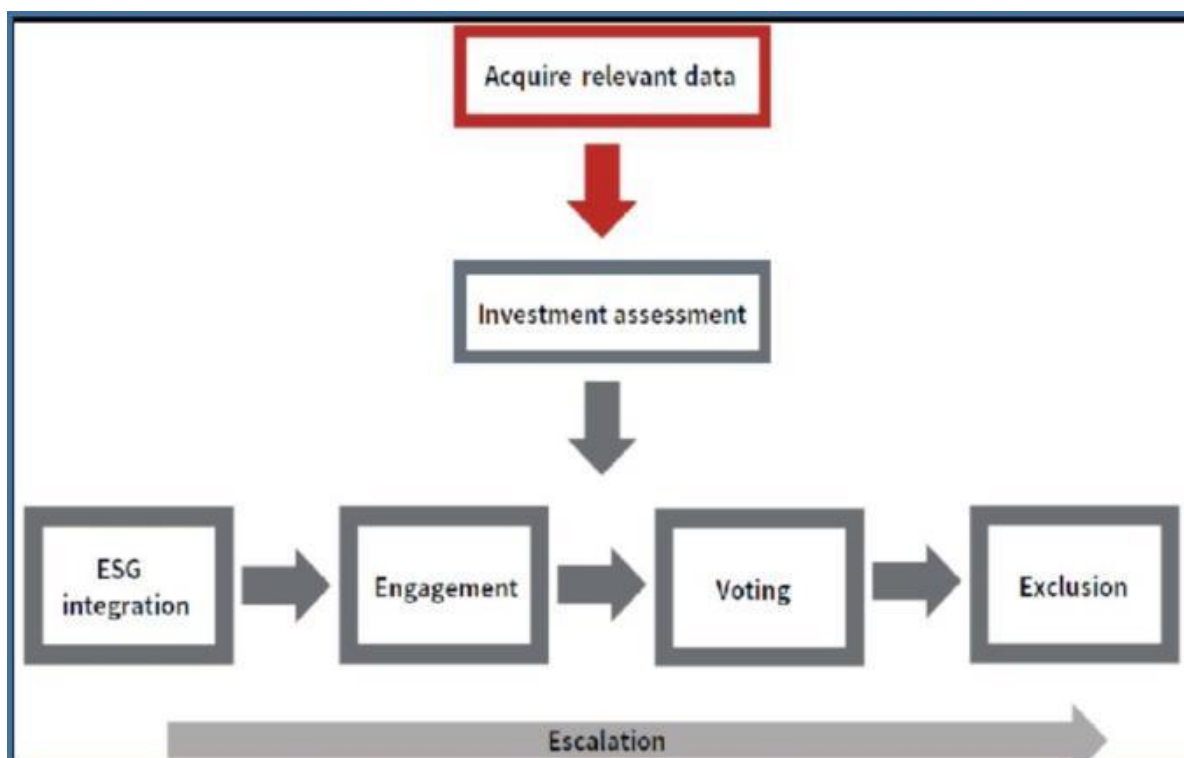 Acquire relevant data
Investment assessment
ESG
integration
Engagement
Voting
Exclusion
Escalation